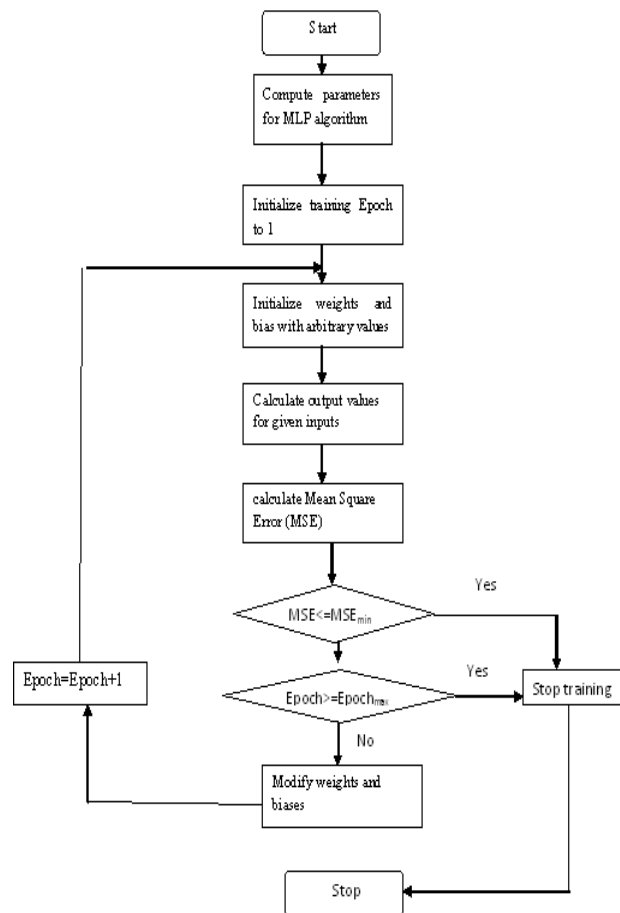 Start
Compute parameters
for MLP algorithm
Initialize training Epoch
to 1
Initialize weights and
bias with arbitrary values
Calculate output values
for given inputs
calculate Mean Square
Error (MSE)
Yes
MSE<=MSEmin
Yes
Epoch=Epoch+1
Epoch>=Epochmax
Stop training
No
Modify weights and
biases
Stop